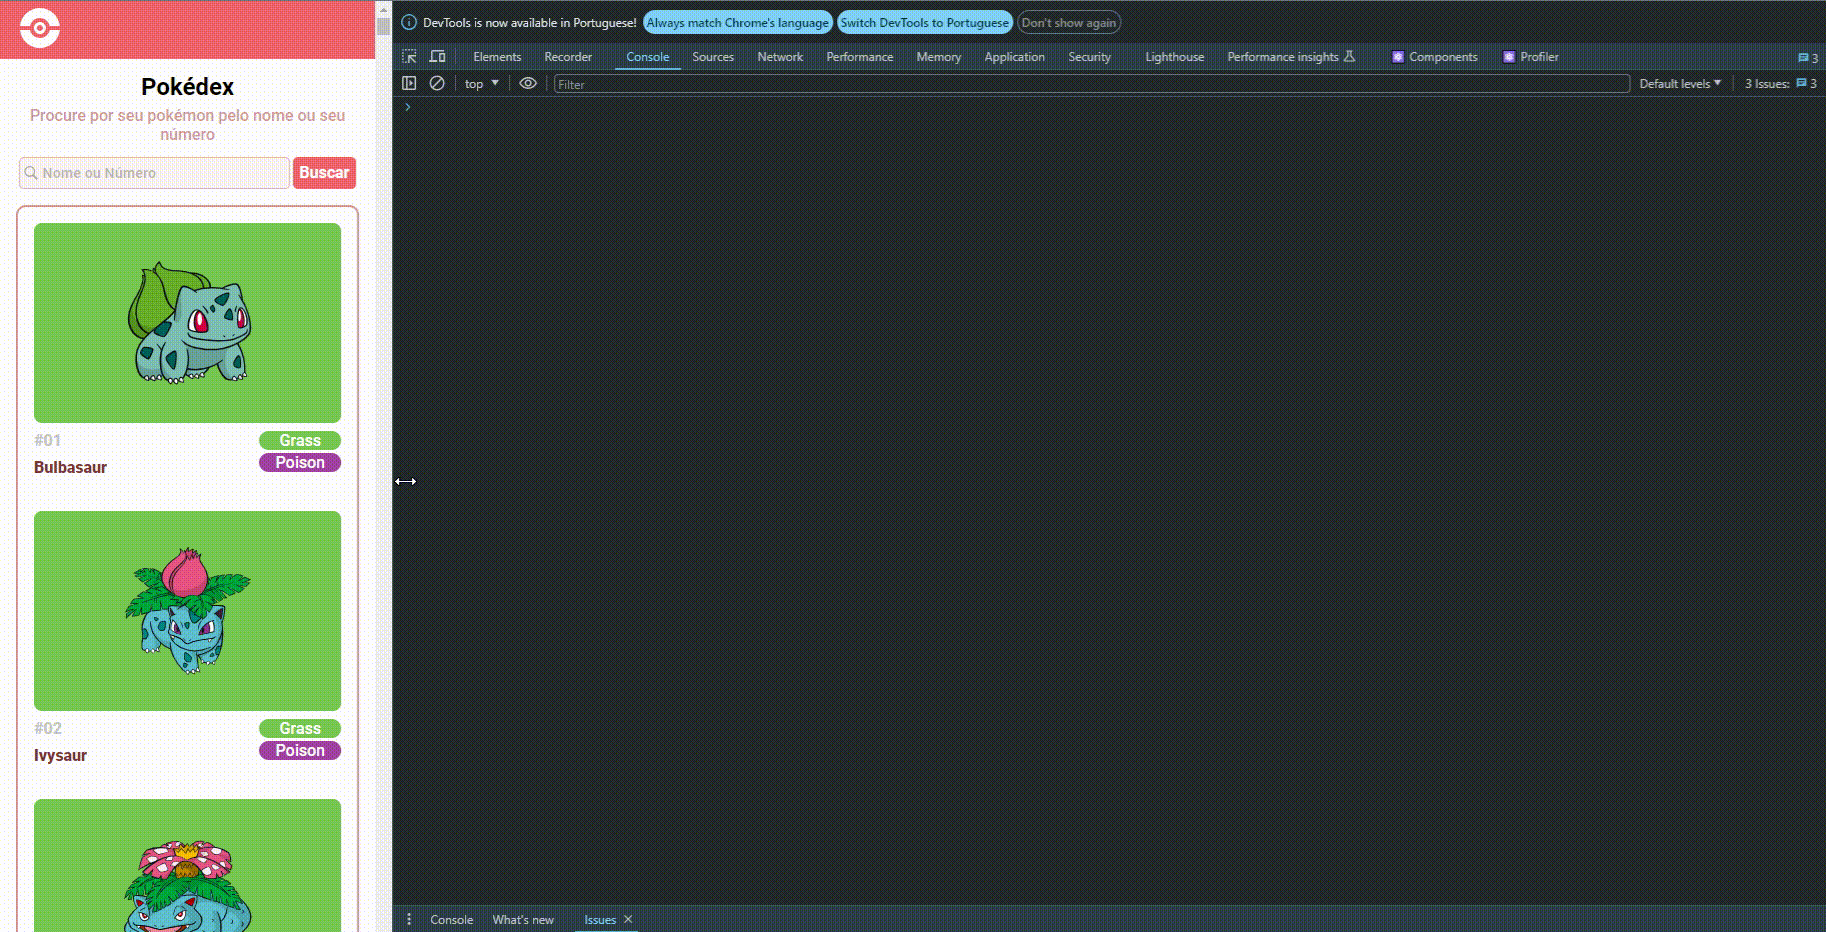 DevTools is now available in Portuguese! Always match Chrome's language Switch DevTools to Portuguese Don't show again
Elements Recorder Console Sources Network Performance Memory Application Security Lighthouse Performance insights Components Profiler 3
top Filter Default levels 3 Issues: 3
Pokédex
Procure por seu pokémon pelo nome ou seu
número
Nome ou Número Buscar
#01 Grass
Bulbasaur Poison
#02 Grass
Ivysaur Poison
Console What's new Issues